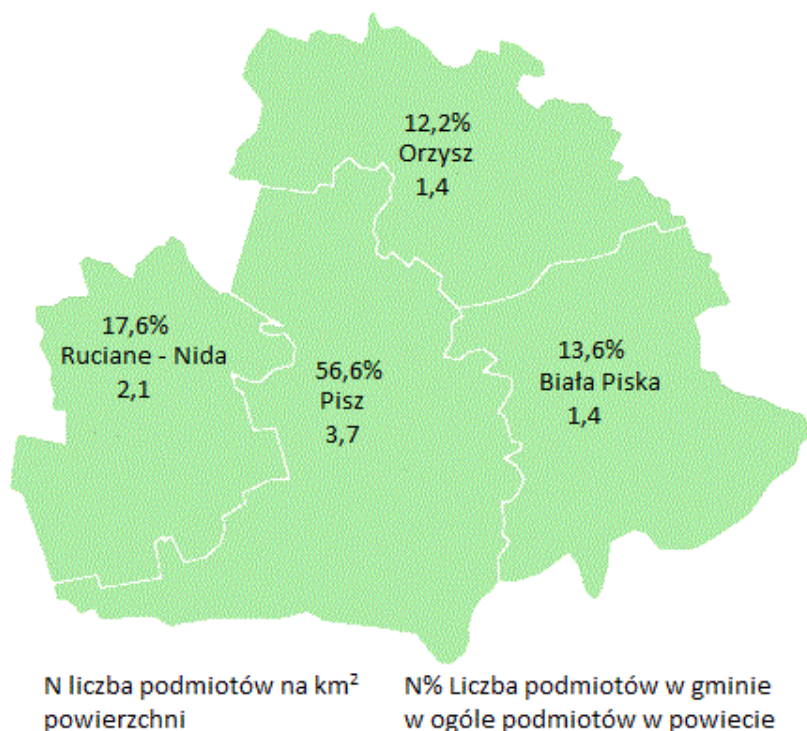 12,2%
Orzysz
1,4
17,6%
Ruciane - Nida
2,1
56,6%
Pisz
3,7
13,6%
Biała Piska
1,4
N liczba podmiotów na km²
powierzchni
N% Liczba podmiotów w gminie
w ogóle podmiotów w powiecie